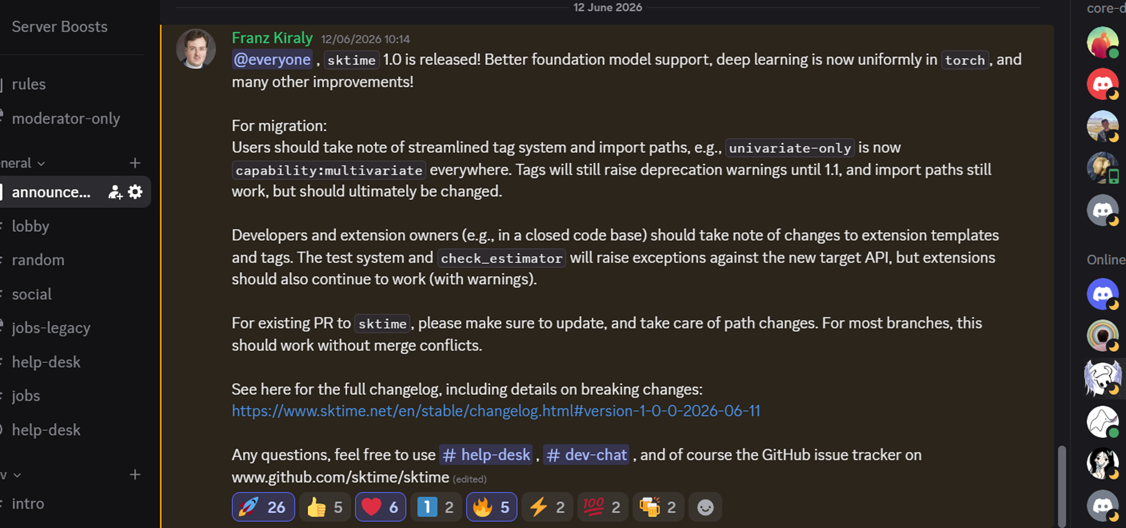 12 June 2026
core-d
Server Boosts
rules
moderator-only
neral
announce...
lobby
random
social
jobs-legacy
help-desk
jobs
help-desk
v
intro
Franz Kiraly 12/06/2026 10:14
@everyone , sktime 1.0 is released! Better foundation model support, deep learning is now uniformly in torch, and
many other improvements!
For migration:
Users should take note of streamlined tag system and import paths, e.g., univariate-only is now
capability:multivariate everywhere. Tags will still raise deprecation warnings until 1.1, and import paths still
work, but should ultimately be changed.
Developers and extension owners (e.g., in a closed code base) should take note of changes to extension templates
and tags. The test system and check_estimator will raise exceptions against the new target API, but extensions
should also continue to work (with warnings).
For existing PR to sktime, please make sure to update, and take care of path changes. For most branches, this
should work without merge conflicts.
See here for the full changelog, including details on breaking changes:
https://www.sktime.net/en/stable/changelog.html#version-1-0-0-2026-06-11
Any questions, feel free to use # help-desk , # dev-chat , and of course the GitHub issue tracker on
www.github.com/sktime/sktime (edited)
🚀 26 👍 5 ❤️ 6 1️⃣ 2 🔥 5 ⚡ 2 💯 2 🍻 2
Online